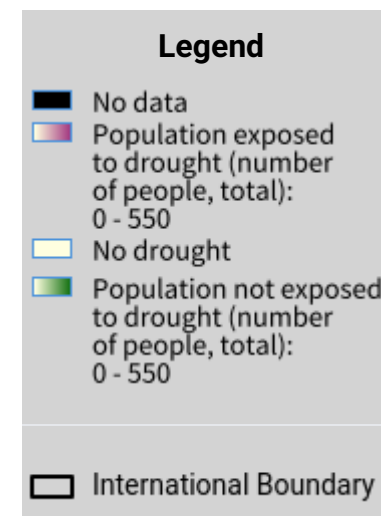 Legend
No data
Population exposed
to drought (number
of people, total):
0 - 550
No drought
Population not exposed
to drought (number
of people, total):
0 - 550
International Boundary